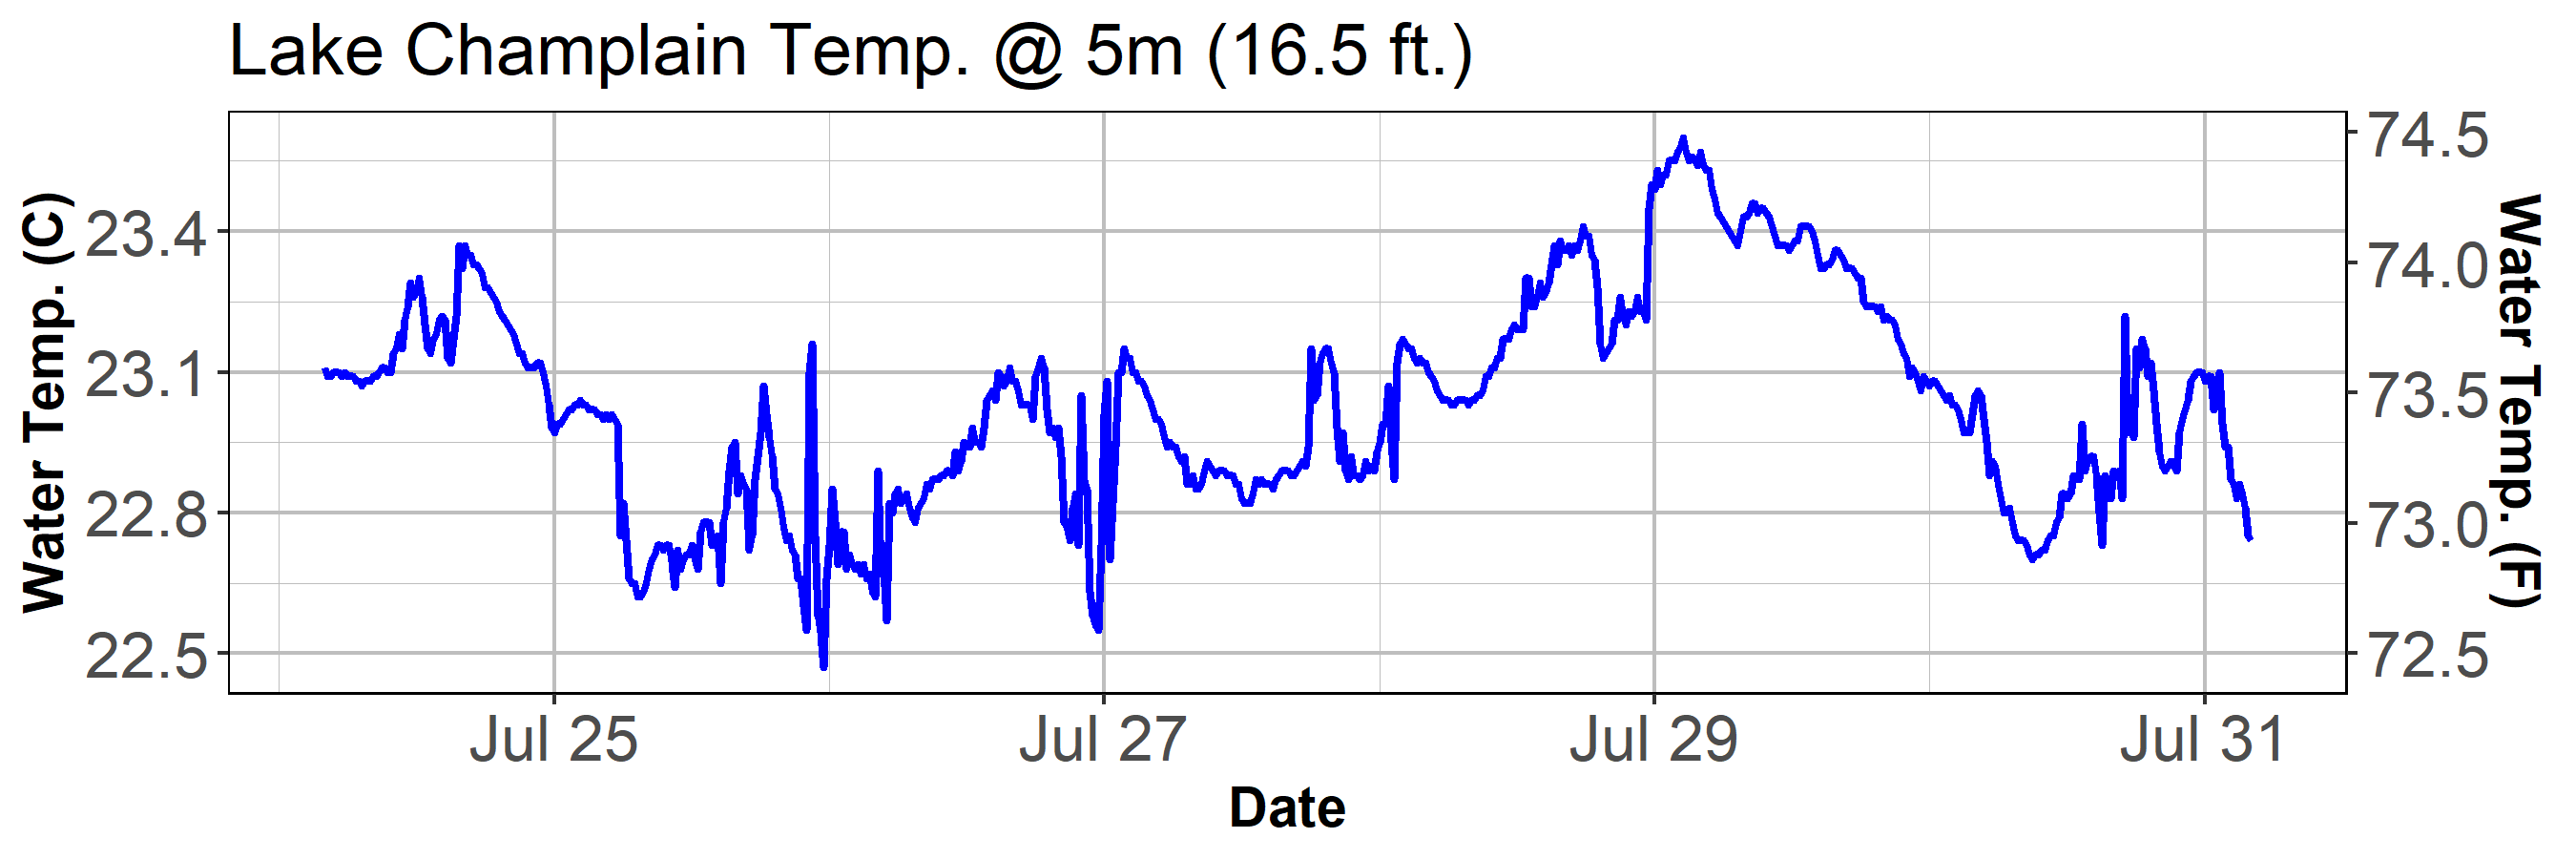 Lake Champlain Temp. @ 5m (16.5 ft.)
Water Temp. (C)
23.4
23.1
22.8
22.5
74.5
74.0
73.5
73.0
72.5
Water Temp. (F)
Jul 25
Jul 27
Jul 29
Jul 31
Date